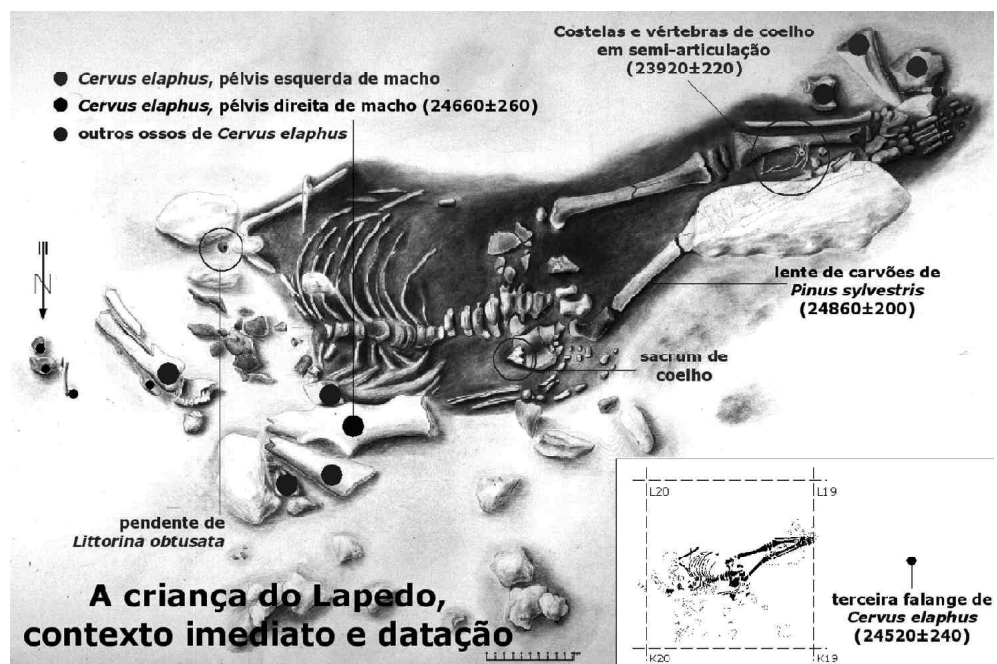 Costelas e vértebras de coelho
em semi-articulação
(23920±220)
Cervus elaphus, pélvis esquerda de macho
Cervus elaphus, pélvis direita de macho (24660±260)
outros ossos de Cervus elaphus
N
lente de carvões de
Pinus sylvestris
(24860±200)
sacrum de
coelho
pendente de
Littorina obtusata
A criança do Lapedo,
contexto imediato e datação
L20
L19
K20
K19
terceira falange de
Cervus elaphus
(24520±240)